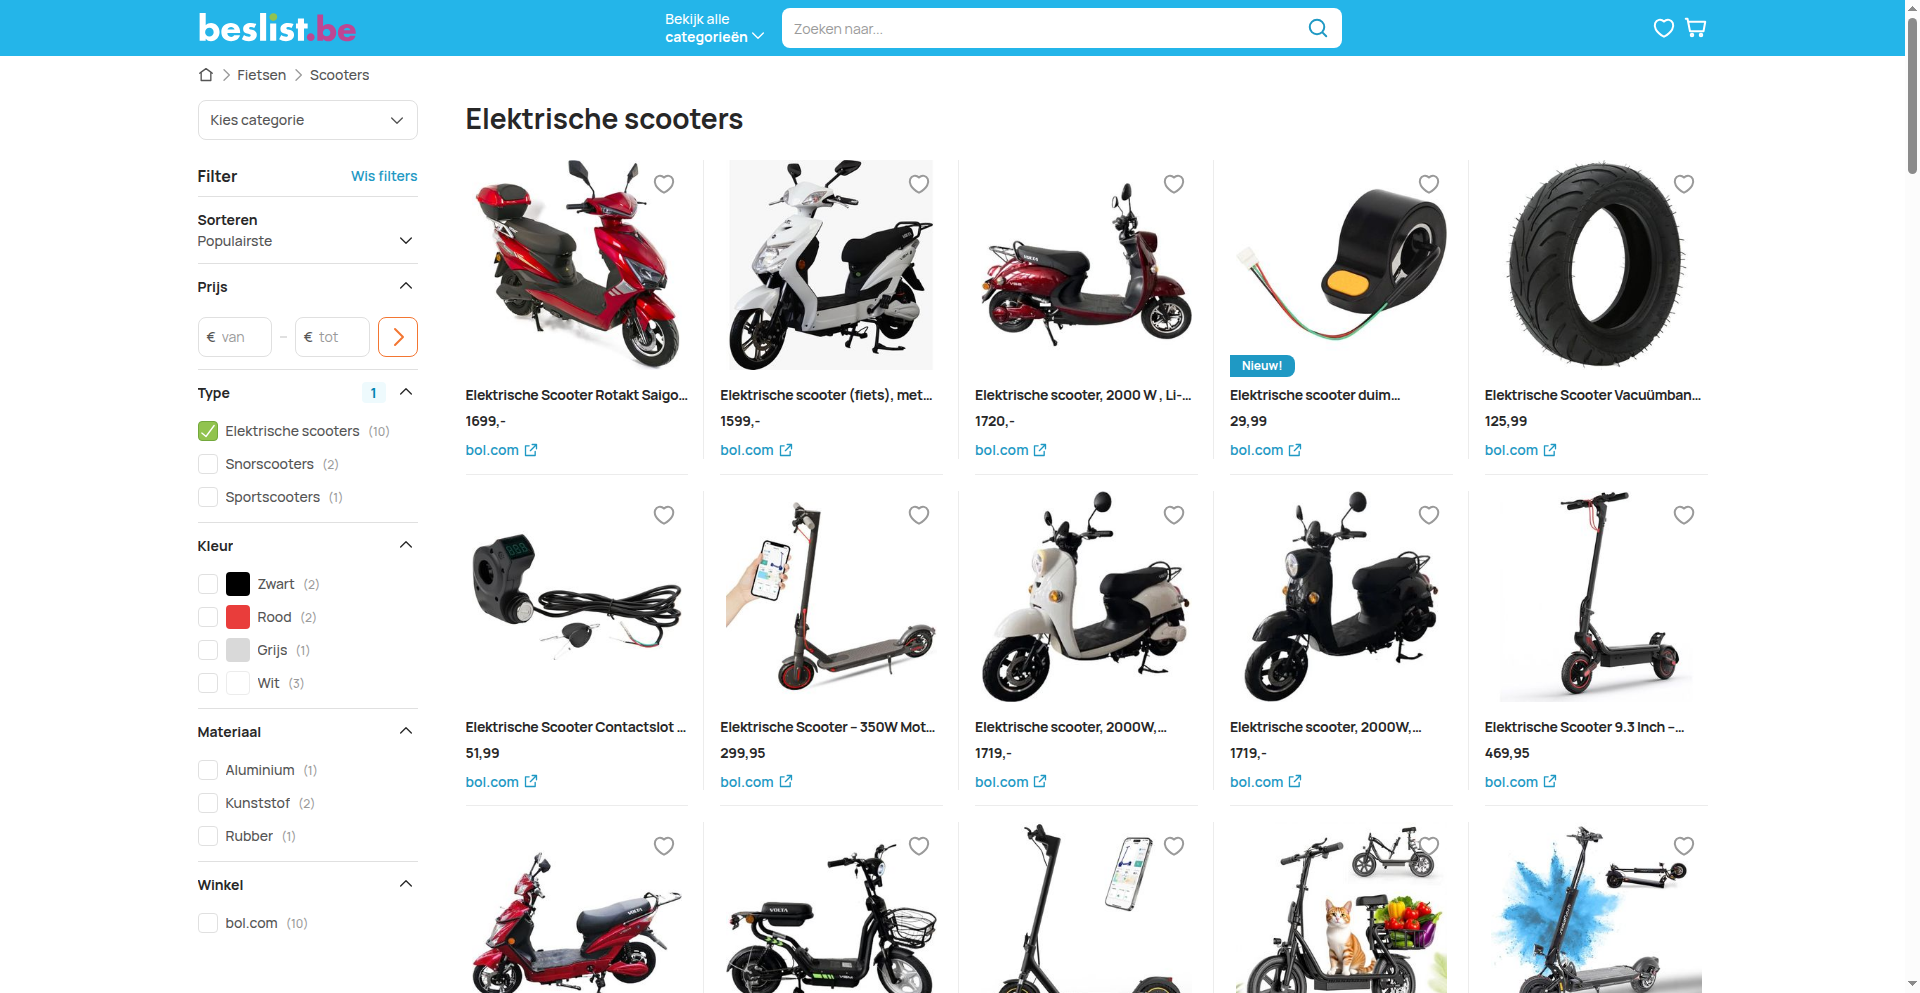 beslist.be
Bekijk alle
categorieën
Zoeken naar...
Fietsen
Scooters
Kies categorie
Elektrische scooters
Filter
Wis filters
Sorteren
Populairste
Prijs
€ van
–
€ tot
Type
1
Elektrische scooters (10)
Snorscooters (2)
Sportscooters (1)
Kleur
Zwart (2)
Rood (2)
Grijs (1)
Wit (3)
Materiaal
Aluminium (1)
Kunststof (2)
Rubber (1)
Winkel
bol.com (10)
Elektrische Scooter Rotakt Saigo...
1699,-
bol.com
Elektrische scooter (fiets), met...
1599,-
bol.com
Elektrische scooter, 2000 W , Li-...
1720,-
bol.com
Nieuw!
Elektrische scooter duim...
29,99
bol.com
Elektrische Scooter Vacuümban...
125,99
bol.com
Elektrische Scooter Contactslot ...
51,99
bol.com
Elektrische Scooter – 350W Mot...
299,95
bol.com
Elektrische scooter, 2000W,...
1719,-
bol.com
Elektrische scooter, 2000W,...
1719,-
bol.com
Elektrische Scooter 9.3 Inch –...
469,95
bol.com
VOLTA